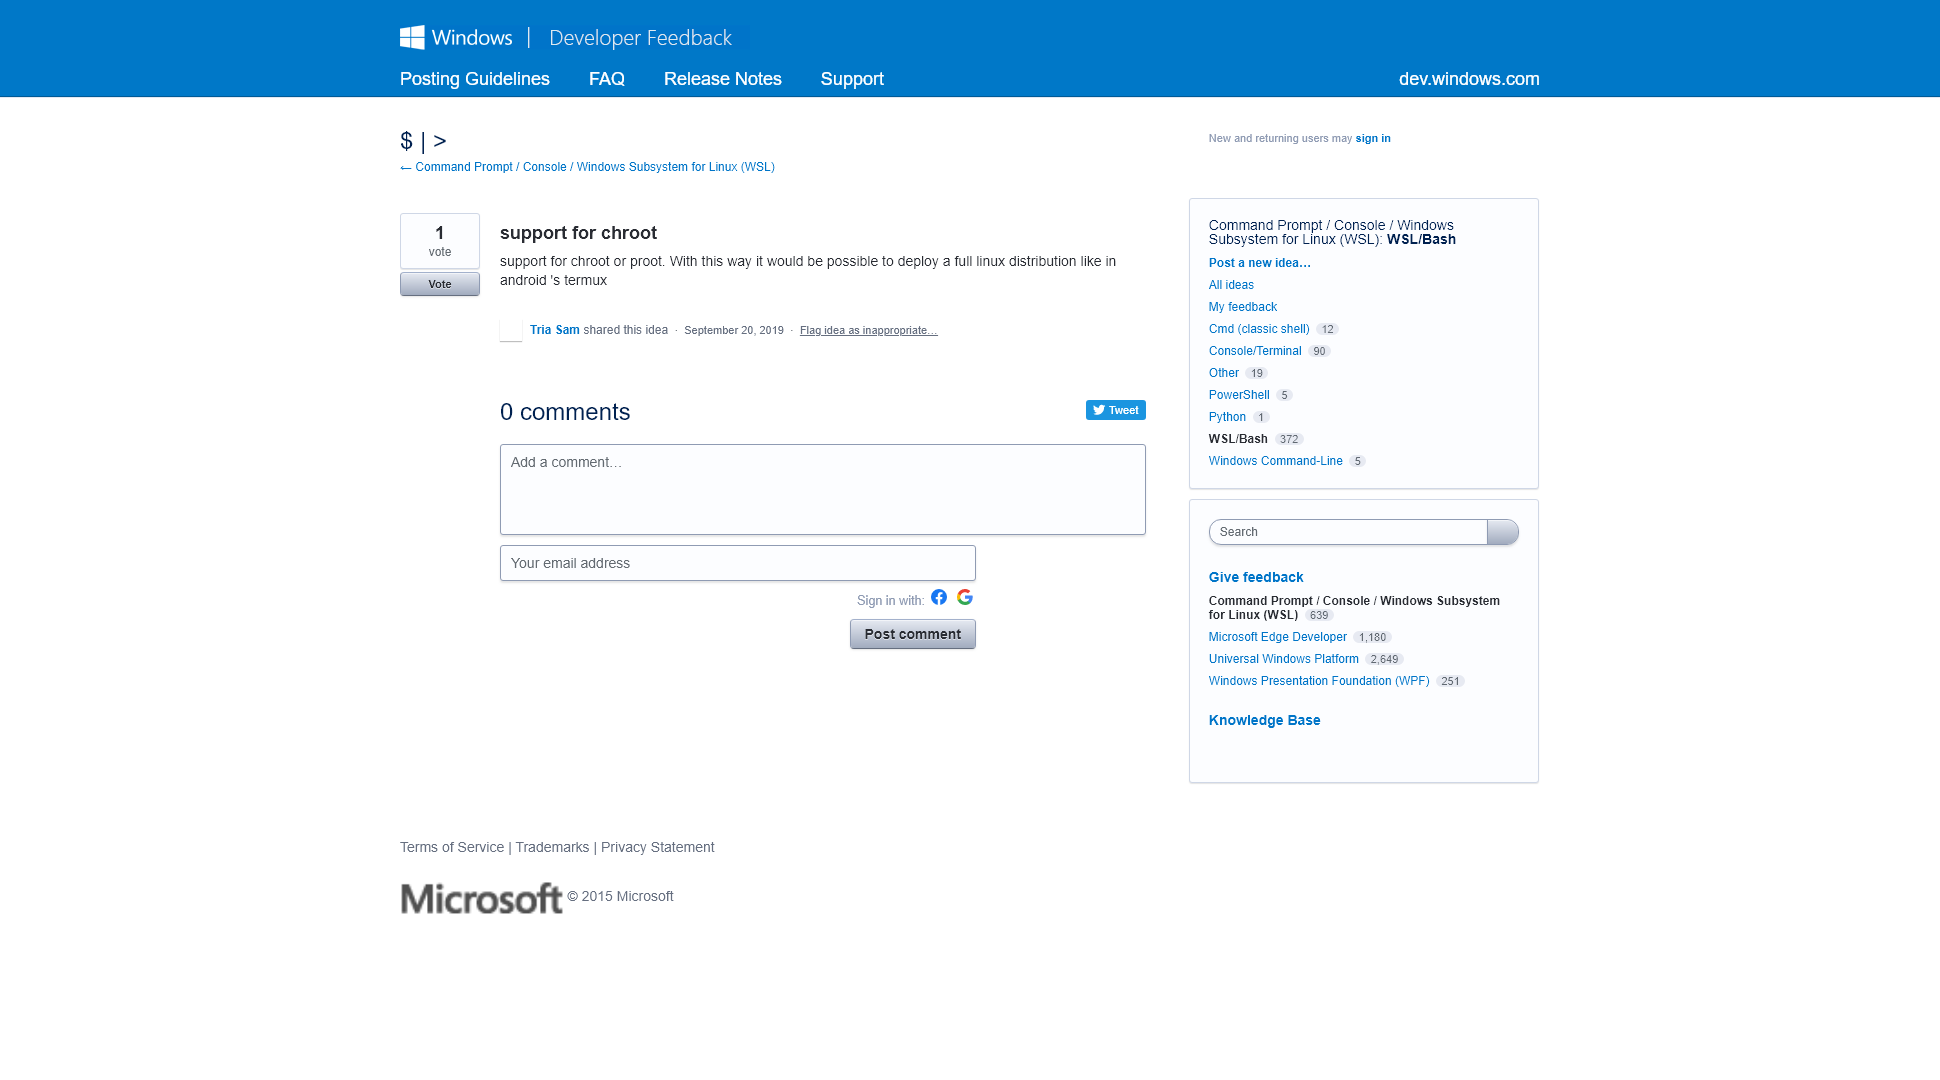 Windows | Developer Feedback
Posting Guidelines FAQ Release Notes Support dev.windows.com
$ | >
← Command Prompt / Console / Windows Subsystem for Linux (WSL)
New and returning users may sign in
1
vote
Vote
support for chroot
support for chroot or proot. With this way it would be possible to deploy a full linux distribution like in
android 's termux
Tria Sam shared this idea · September 20, 2019 · Flag idea as inappropriate…
0 comments
Tweet
Add a comment…
Your email address
Sign in with:
Post comment
Command Prompt / Console / Windows
Subsystem for Linux (WSL): WSL/Bash
Post a new idea…
All ideas
My feedback
Cmd (classic shell) 12
Console/Terminal 90
Other 19
PowerShell 5
Python 1
WSL/Bash 372
Windows Command-Line 5
Search
Give feedback
Command Prompt / Console / Windows Subsystem
for Linux (WSL) 639
Microsoft Edge Developer 1,180
Universal Windows Platform 2,649
Windows Presentation Foundation (WPF) 251
Knowledge Base
Terms of Service | Trademarks | Privacy Statement
Microsoft © 2015 Microsoft